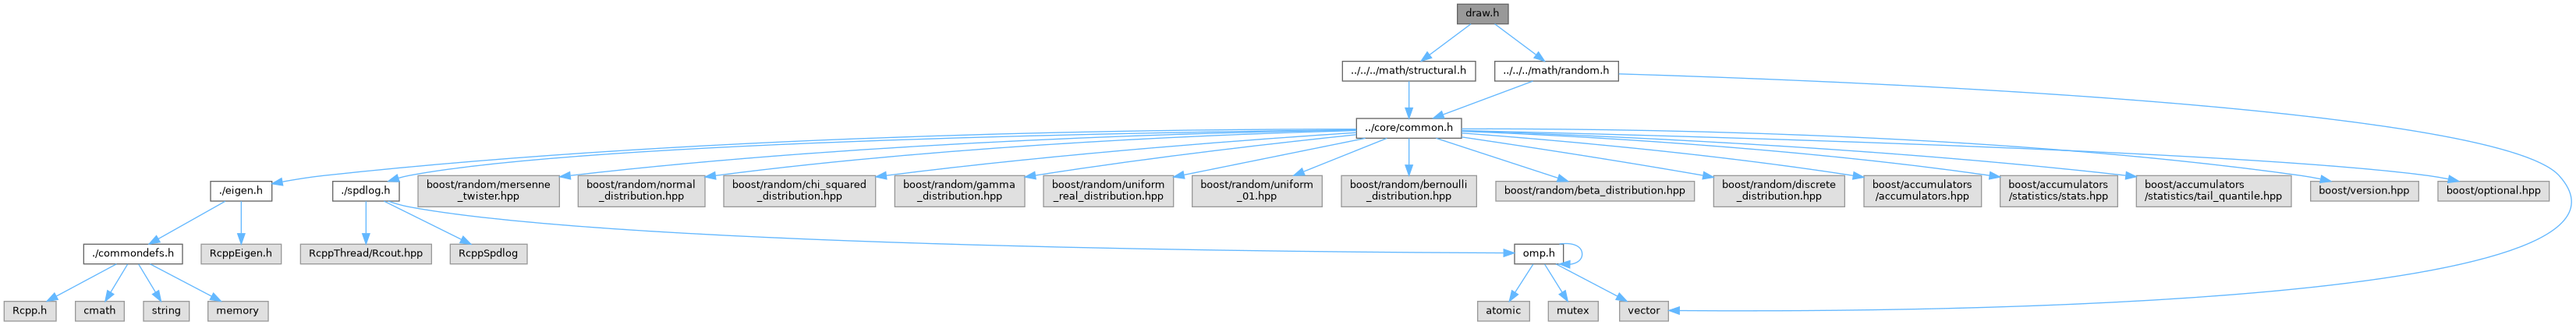 draw.h
../../../math/structural.h
../../../math/random.h
../core/common.h
./eigen.h
./spdlog.h
boost/random/mersenne
_twister.hpp
boost/random/normal
_distribution.hpp
boost/random/chi_squared
_distribution.hpp
boost/random/gamma
_distribution.hpp
boost/random/uniform
_real_distribution.hpp
boost/random/uniform
_01.hpp
boost/random/bernoulli
_distribution.hpp
boost/random/beta_distribution.hpp
boost/random/discrete
_distribution.hpp
boost/accumulators
/accumulators.hpp
boost/accumulators
/statistics/stats.hpp
boost/accumulators
/statistics/tail_quantile.hpp
boost/version.hpp
boost/optional.hpp
./commondefs.h
RcppEigen.h
RcppThread/Rcout.hpp
RcppSpdlog
omp.h
Rcpp.h
cmath
string
memory
atomic
mutex
vector